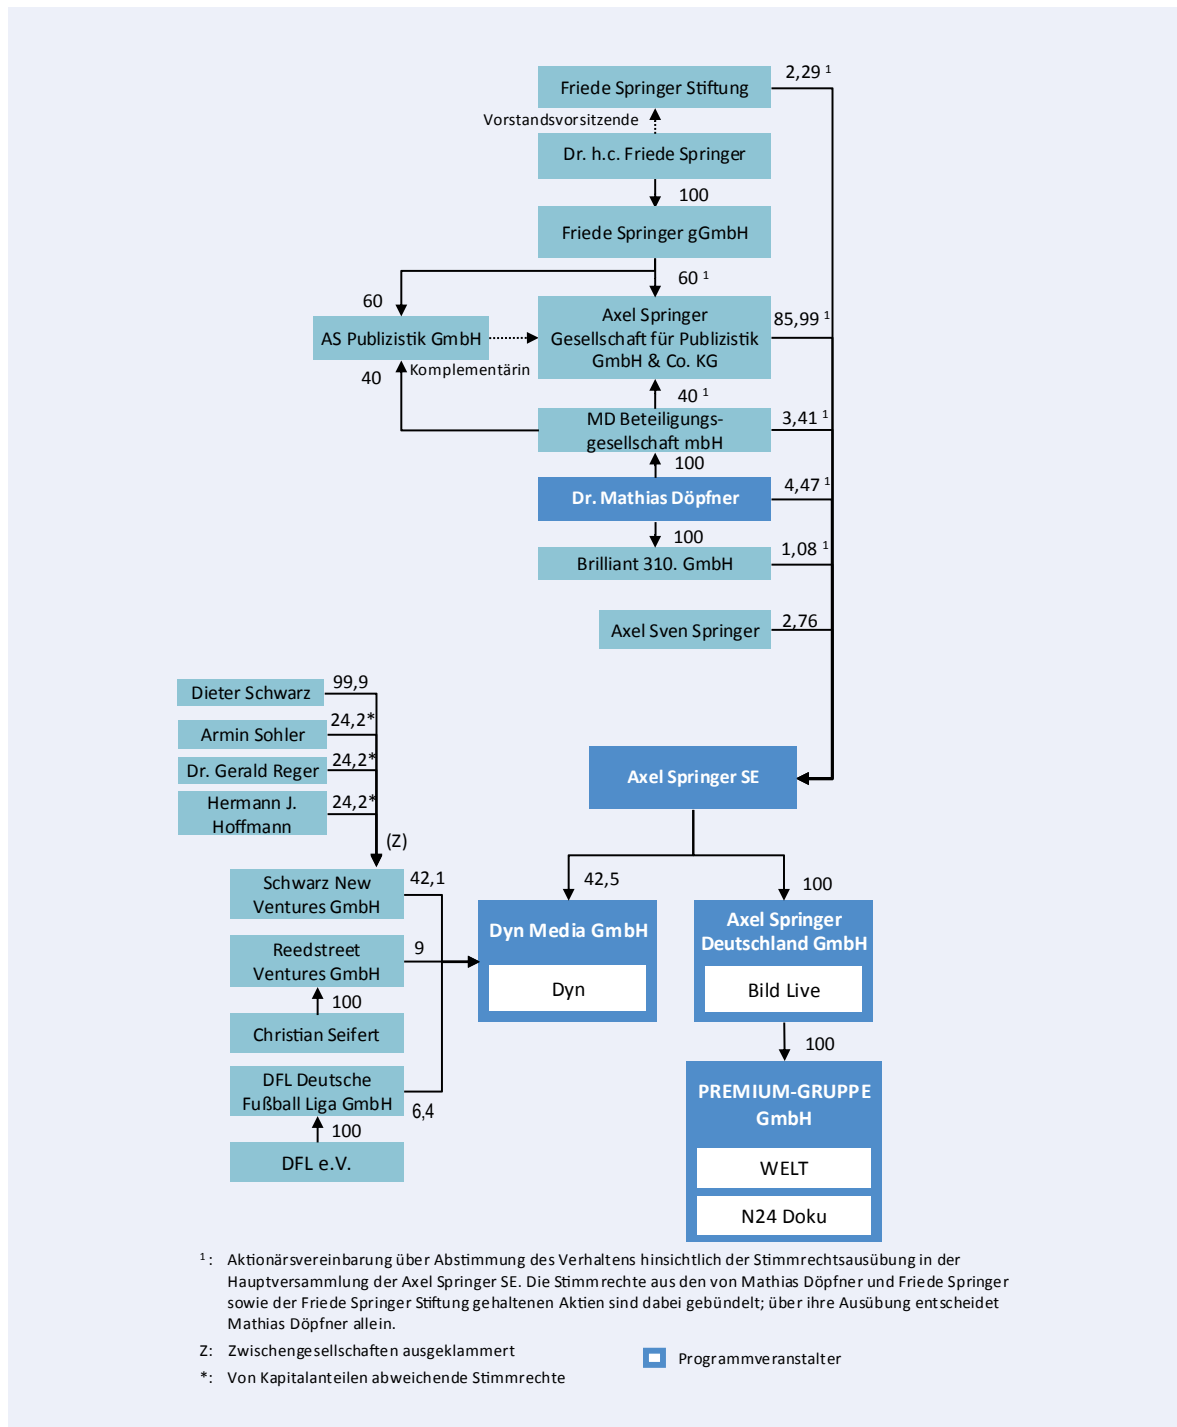 2,29 ¹
Friede Springer Stiftung
Vorstandsvorsitzende
Dr. h.c. Friede Springer
100
Friede Springer gGmbH
60 ¹
60
Axel Springer
Gesellschaft für Publizistik
GmbH & Co. KG
85,99 ¹
AS Publizistik GmbH
Komplementärin
40
40 ¹
MD Beteiligungs-
gesellschaft mbH
3,41 ¹
100
Dr. Mathias Döpfner
4,47 ¹
100
Brilliant 310. GmbH
1,08 ¹
Axel Sven Springer
2,76
Dieter Schwarz
99,9
Armin Sohler
24,2*
Dr. Gerald Reger
24,2*
Hermann J.
Hoffmann
24,2*
(Z)
Axel Springer SE
Schwarz New
Ventures GmbH
42,1
42,5
100
Reedstreet
Ventures GmbH
9
100
Christian Seifert
DFL Deutsche
Fußball Liga GmbH
6,4
100
DFL e.V.
Dyn Media GmbH
Dyn
Axel Springer
Deutschland GmbH
Bild Live
100
PREMIUM-GRUPPE
GmbH
WELT
N24 Doku
¹ : Aktionärsvereinbarung über Abstimmung des Verhaltens hinsichtlich der Stimmrechtsausübung in der
Hauptversammlung der Axel Springer SE. Die Stimmrechte aus den von Mathias Döpfner und Friede Springer
sowie der Friede Springer Stiftung gehaltenen Aktien sind dabei gebündelt; über ihre Ausübung entscheidet
Mathias Döpfner allein.
Z: Zwischengesellschaften ausgeklammert
*: Von Kapitalanteilen abweichende Stimmrechte
Programmveranstalter